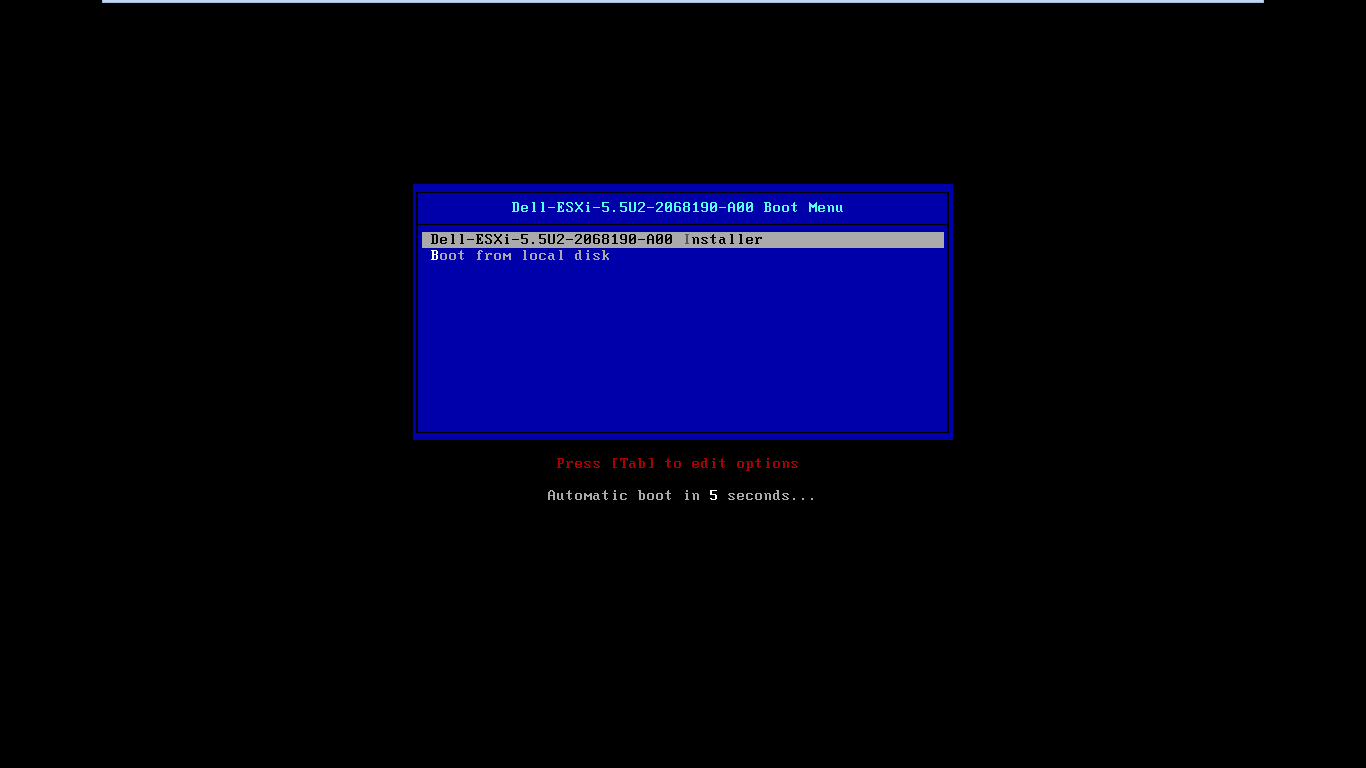 Dell-ESXi-5.5U2-2068190-A00 Boot Menu
Dell-ESXi-5.5U2-2068190-A00 Installer
Boot from local disk
Press [Tab] to edit options
Automatic boot in 5 seconds...